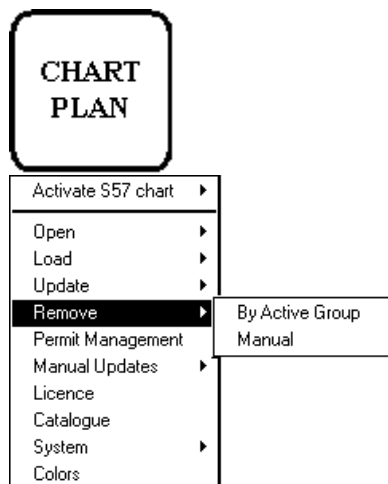 CHART
PLAN
Activate S57 chart
Open
Load
Update
Remove
By Active Group
Permit Management
Manual
Manual Updates
Licence
Catalogue
System
Colors